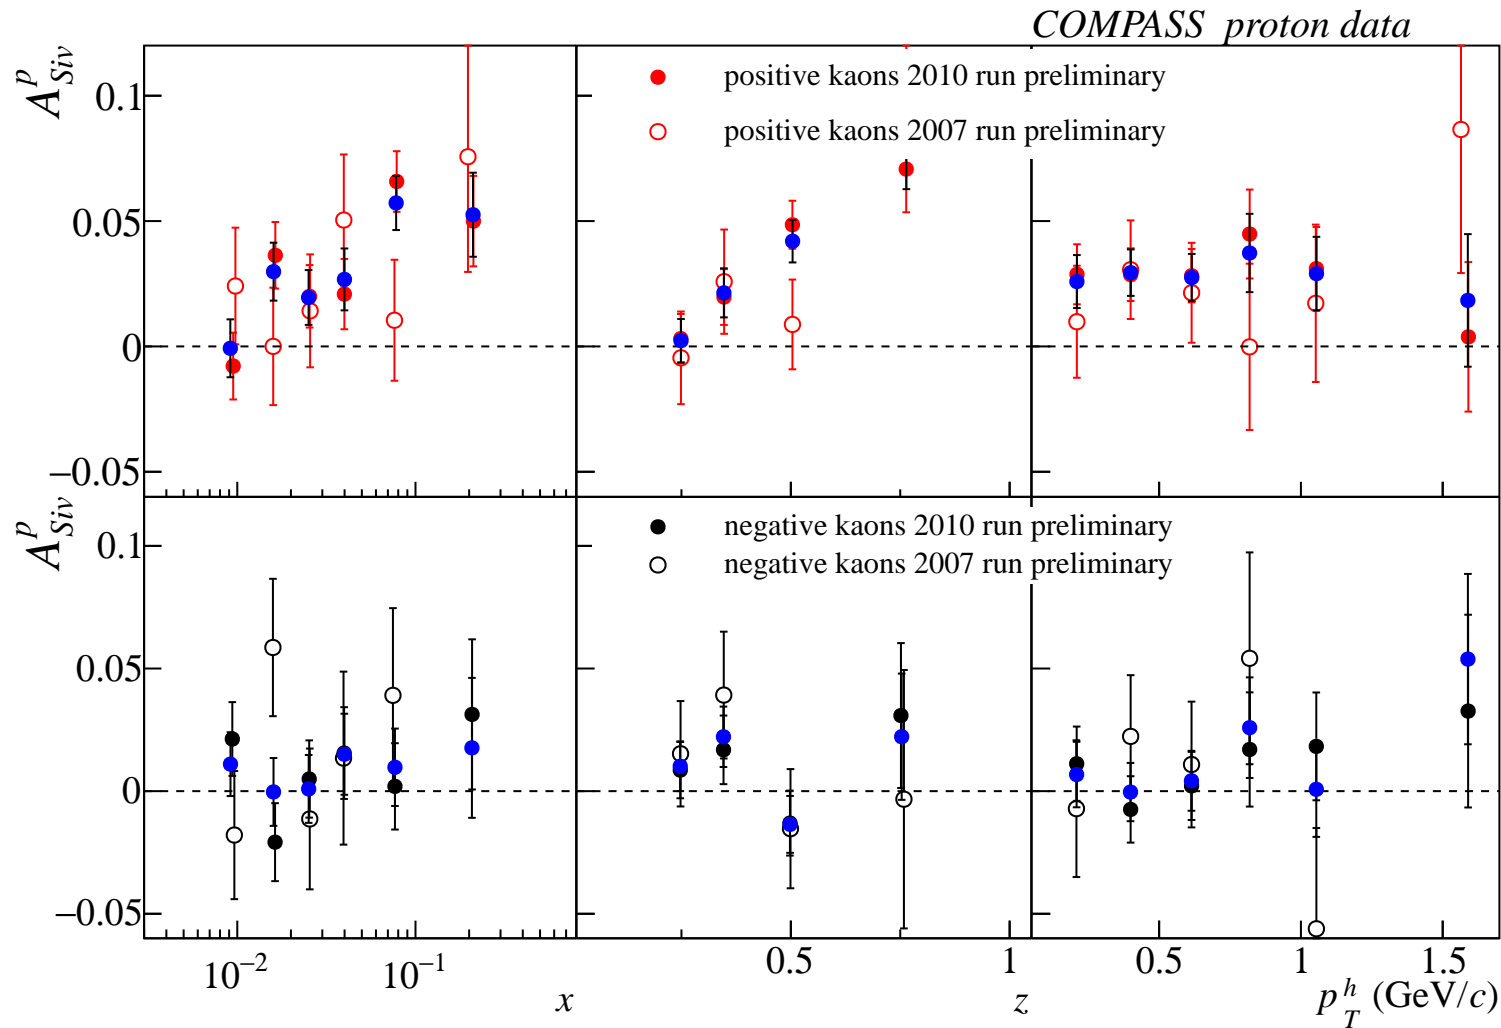 COMPASS proton data
A^p_Siv
0.1
0.05
0
−0.05
positive kaons 2010 run preliminary
positive kaons 2007 run preliminary
A^p_Siv
0.1
0.05
0
−0.05
negative kaons 2010 run preliminary
negative kaons 2007 run preliminary
10⁻² 10⁻¹ 0.5 1 0.5 1 1.5
x z p_T^h (GeV/c)